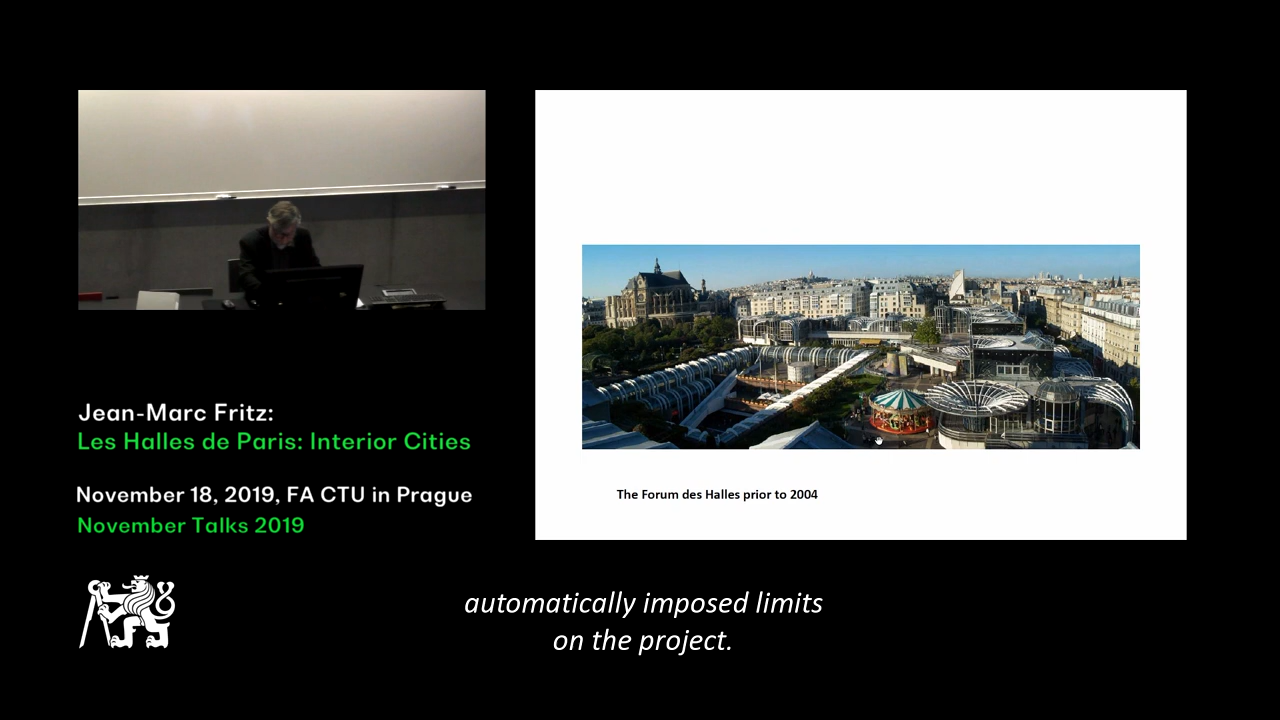 Jean-Marc Fritz:
Les Halles de Paris: Interior Cities
November 18, 2019, FA CTU in Prague
November Talks 2019
The Forum des Halles prior to 2004
automatically imposed limits
on the project.